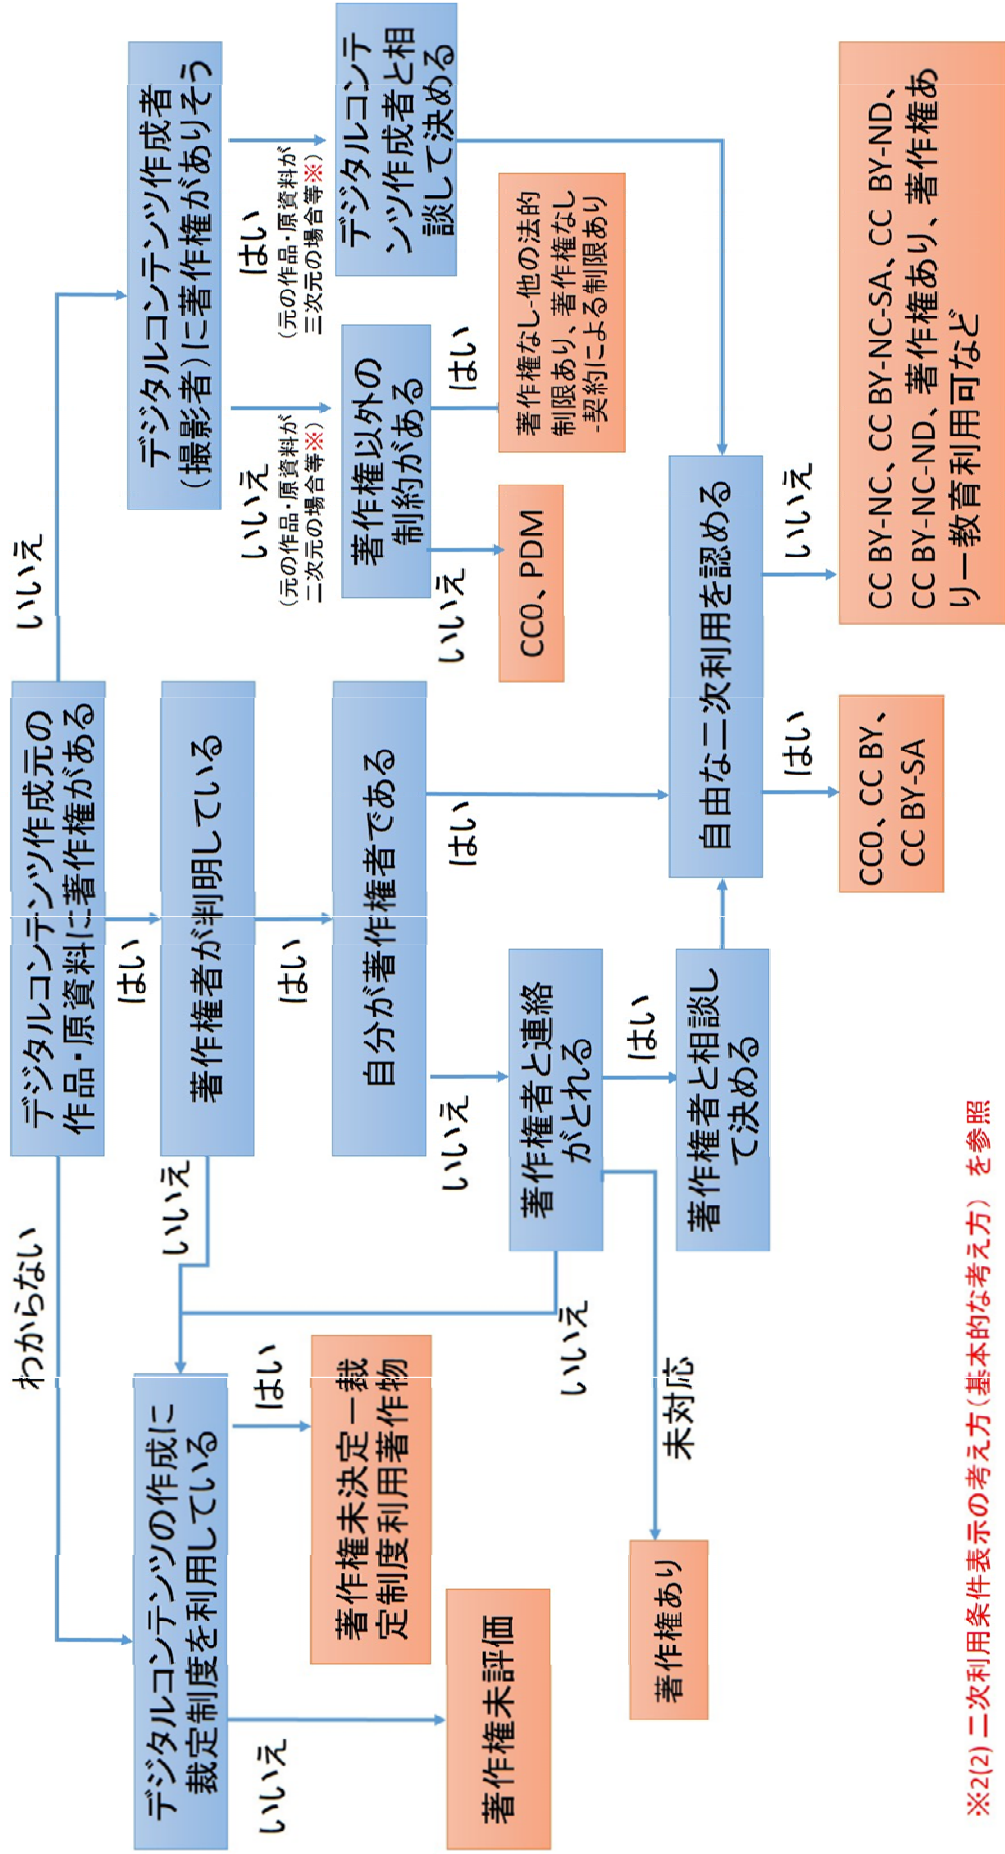 デジタルコンテンツ作成元の
作品・原資料に著作権がある
わからない
はい
いいえ
デジタルコンテンツの作成に
裁定制度を利用している
著作権者が判明している
いいえ
はい
デジタルコンテンツ作成者
(撮影者)に著作権がありそう
はい
いいえ
著作権未決定ー裁
定制度利用著作物
著作権未評価
自分が著作権者である
いいえ
はい
いいえ
(元の作品・原資料が
二次元の場合等※)
はい
(元の作品・原資料が
三次元の場合等※)
著作権以外の
制約がある
いいえ
はい
デジタルコンテ
ンツ作成者と相
談して決める
著作権者と連絡
がとれる
いいえ
未対応
はい
CC0、PDM
著作権なし-他の法的
制限あり、著作権なし
-契約による制限あり
著作権あり
著作権者と相談し
て決める
自由な二次利用を認める
はい
いいえ
CC0、CC BY、
CC BY-SA
CC BY-NC、CC BY-NC-SA、CC BY-ND、
CC BY-NC-ND、著作権あり、著作権あ
りー教育利用可など
※2(2) 二次利用条件表示の考え方(基本的な考え方) を参照